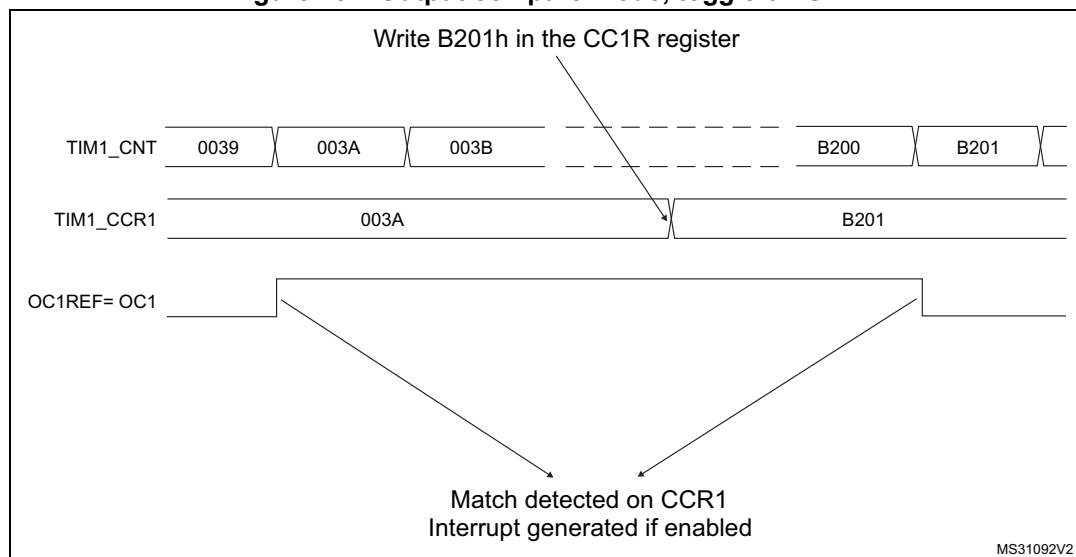 Write B201h in the CC1R register
TIM1_CNT 0039 003A 003B B200 B201
TIM1_CCR1 003A B201
OC1REF= OC1
Match detected on CCR1
Interrupt generated if enabled
MS31092V2